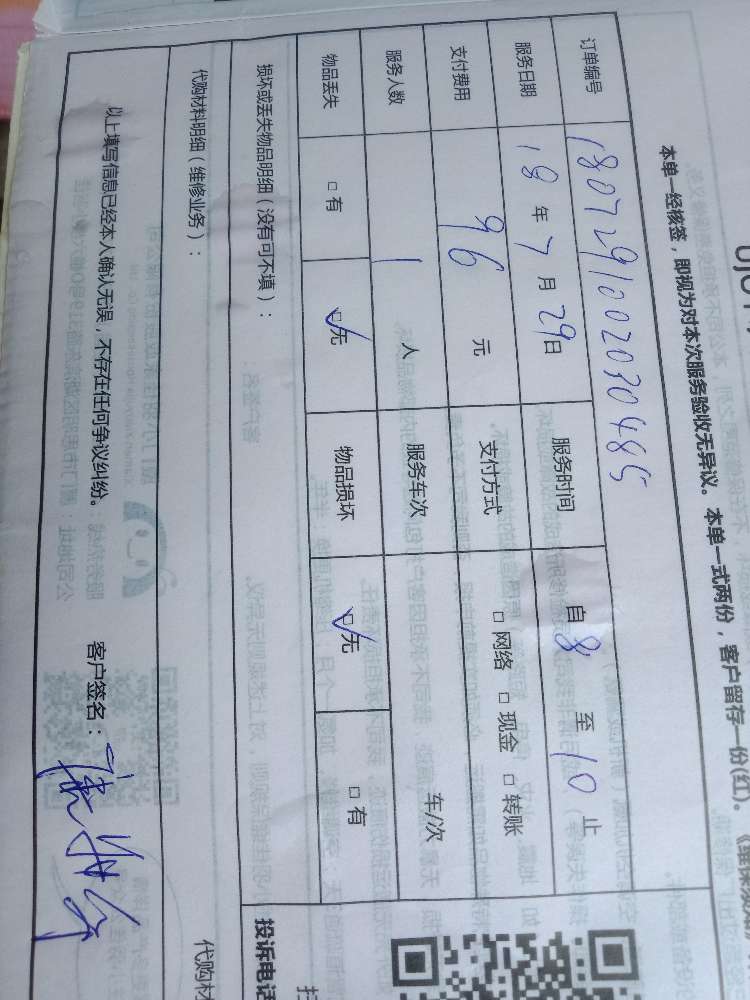 本单一经核签，即视为对本次服务验收无异议。本单一式两份，客户留存一份(红)。
订单编号 1807291002030485
服务日期 18 年 7 月 29 日 服务时间 自 8 至 10 止
支付费用 96 元 支付方式 □ 网络 □ 现金 □ 转账
服务人数 1 人 服务车次 车/次
物品丢失 □ 有 ☑ 无 物品损坏 ☑ 无 □ 有
损坏或丢失物品明细（没有可不填）：
投诉电话
代购材料明细（维修业务）：
代购材
以上填写信息已经本人确认无误，不存在任何争议纠纷。 客户签名：